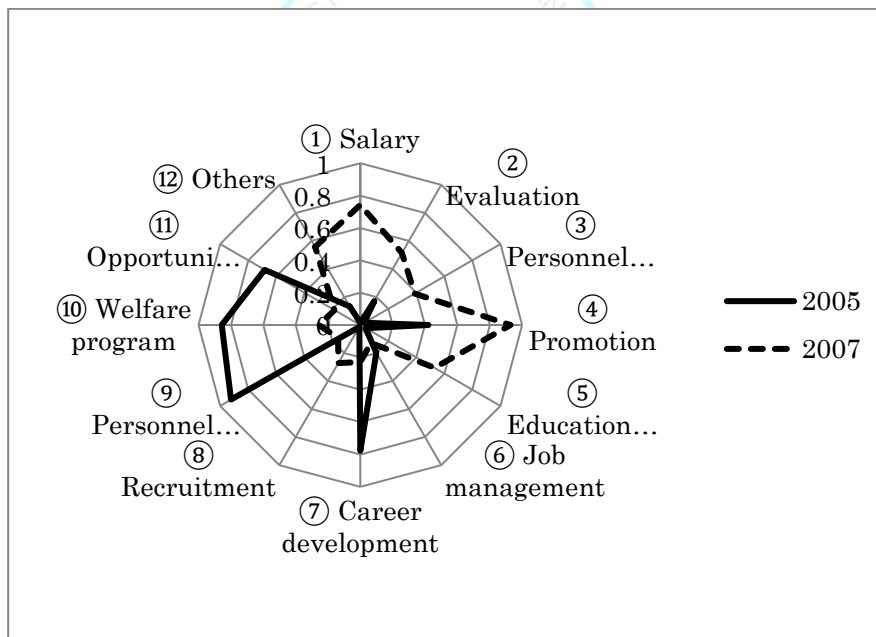 ① Salary
②
Evaluation
③
Personnel...
④
Promotion
⑤
Education...
⑥ Job
management
⑦ Career
development
⑧
Recruitment
⑨
Personnel...
⑩ Welfare
program
⑪
Opportuni...
⑫ Others
1
0.8
0.6
0.4
0.2
0
2005
2007